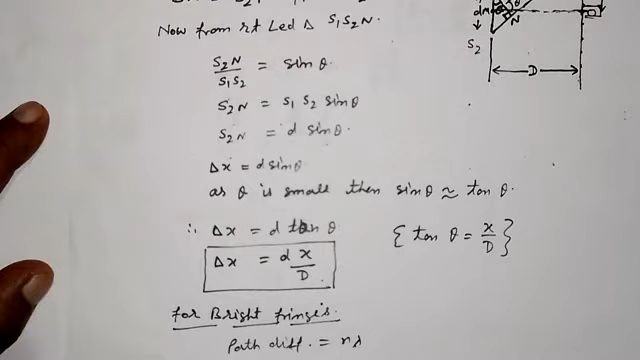 Now from rt Led Δ S₁S₂N.
S₂N / S₁S₂ = sin θ
S₂N = S₁ S₂ sin θ
S₂N = d sin θ.
Δx = d sin θ
as θ is small then sin θ ≈ tan θ.
∴ Δx = d tan θ { tan θ = x/D }
Δx = d x/D
for Bright fringe's.
Path diff. = nλ
d
M
θ
N
S₂
D